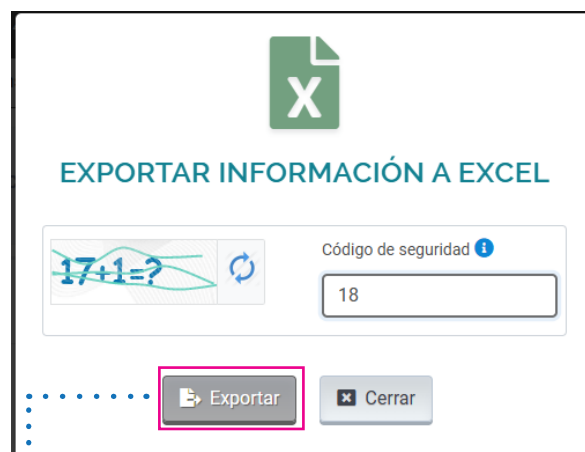 X
EXPORTAR INFORMACIÓN A EXCEL
17+1=?
Código de seguridad
18
Exportar
Cerrar